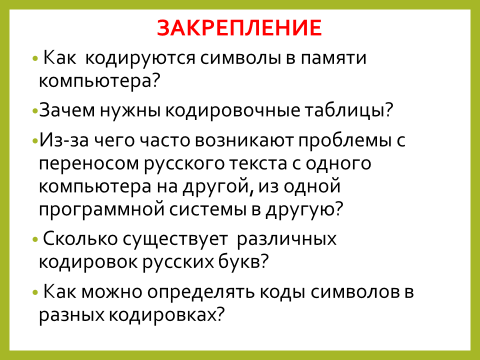 ЗАКРЕПЛЕНИЕ
• Как кодируются символы в памяти
компьютера?
•Зачем нужны кодировочные таблицы?
•Из-за чего часто возникают проблемы с
переносом русского текста с одного
компьютера на другой, из одной
программной системы в другую?
• Сколько существует различных
кодировок русских букв?
• Как можно определять коды символов в
разных кодировках?